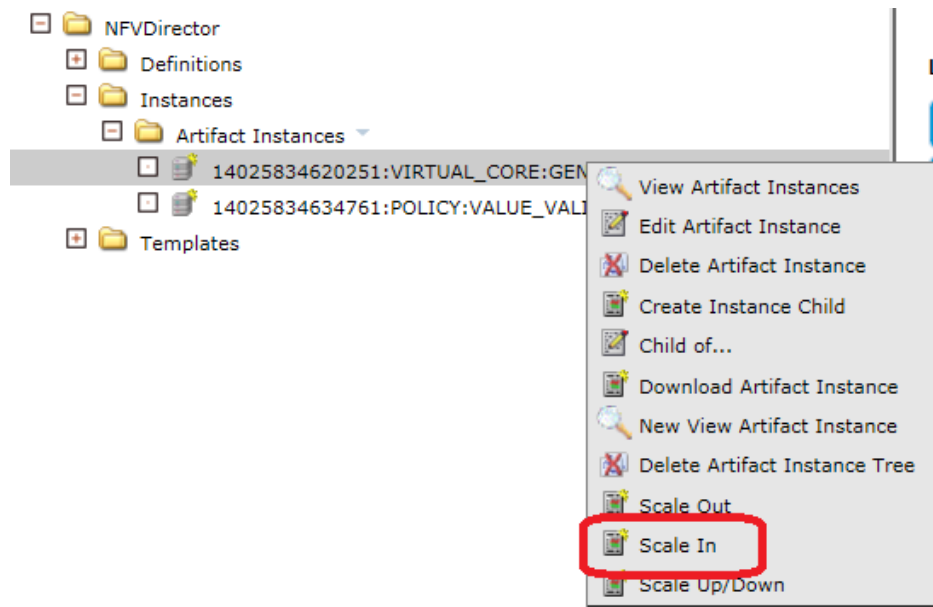 NFVDirector
Definitions
Instances
Artifact Instances
14025834620251:VIRTUAL_CORE:GEN
14025834634761:POLICY:VALUE_VALI
Templates
View Artifact Instances
Edit Artifact Instance
Delete Artifact Instance
Create Instance Child
Child of...
Download Artifact Instance
New View Artifact Instance
Delete Artifact Instance Tree
Scale Out
Scale In
Scale Up/Down